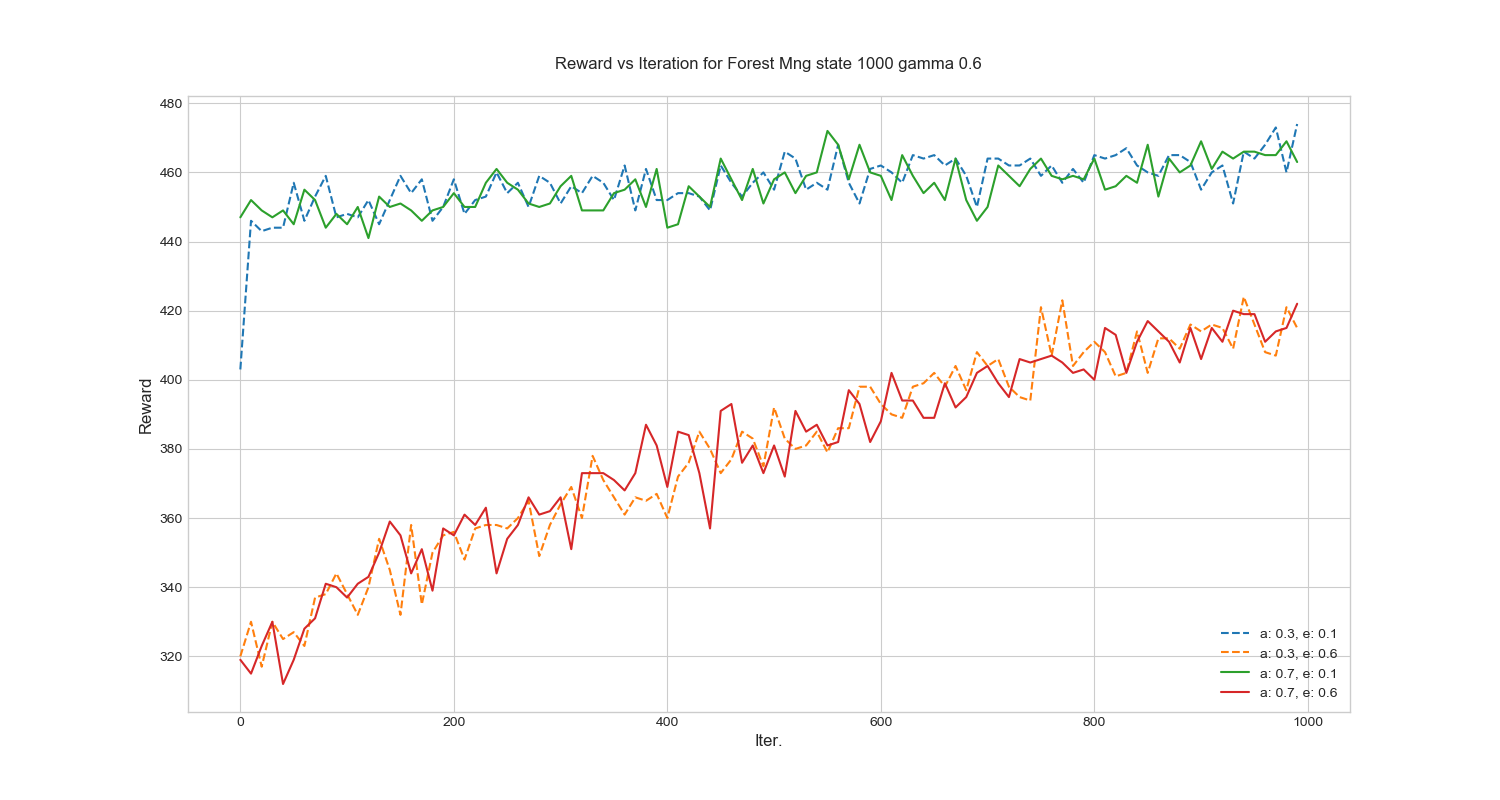 Reward vs Iteration for Forest Mng state 1000 gamma 0.6
480
460
440
420
400
380
360
340
320
Reward
0 200 400 600 800 1000
Iter.
a: 0.3, e: 0.1
a: 0.3, e: 0.6
a: 0.7, e: 0.1
a: 0.7, e: 0.6